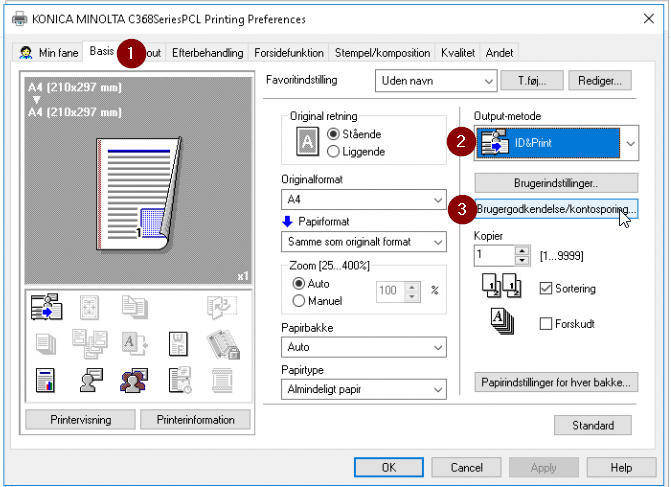 KONICA MINOLTA C368SeriesPCL Printing Preferences
Min fane Basis 1 out Efterbehandling Forsidefunktion Stempel/komposition Kvalitet Andet
A4 (210x297 mm)
A4 (210x297 mm)
1
x1
Printervisning Printerinformation
Favoritindstilling Uden navn T.føj... Rediger...
Original retning
A
Stående
Liggende
Originalformat
A4
Papirformat
Samme som originalt format
Zoom [25...400%]
Auto
Manuel
100 %
Papirbakke
Auto
Papirtype
Almindeligt papir
Output-metode
2 ID&Print
Brugerindstillinger..
3 Brugergodkendelse/kontosporing...
Kopier
1 [1...9999]
Sortering
Forskudt
Papirindstillinger for hver bakke...
Standard
OK Cancel Apply Help